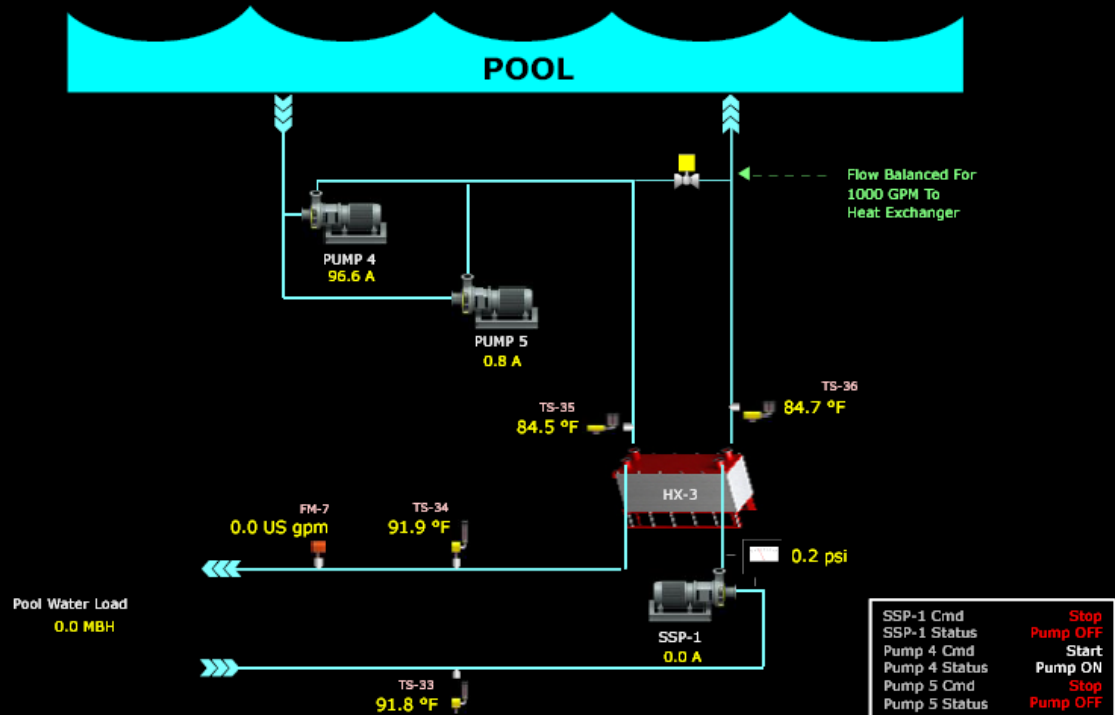 POOL
Flow Balanced For
1000 GPM To
Heat Exchanger
PUMP 4
96.6 A
PUMP 5
0.8 A
TS-36
84.7 °F
TS-35
84.5 °F
HX-3
FM-7
0.0 US gpm
TS-34
91.9 °F
0.2 psi
Pool Water Load
0.0 MBH
SSP-1
0.0 A
TS-33
91.8 °F
SSP-1 Cmd Stop
SSP-1 Status Pump OFF
Pump 4 Cmd Start
Pump 4 Status Pump ON
Pump 5 Cmd Stop
Pump 5 Status Pump OFF